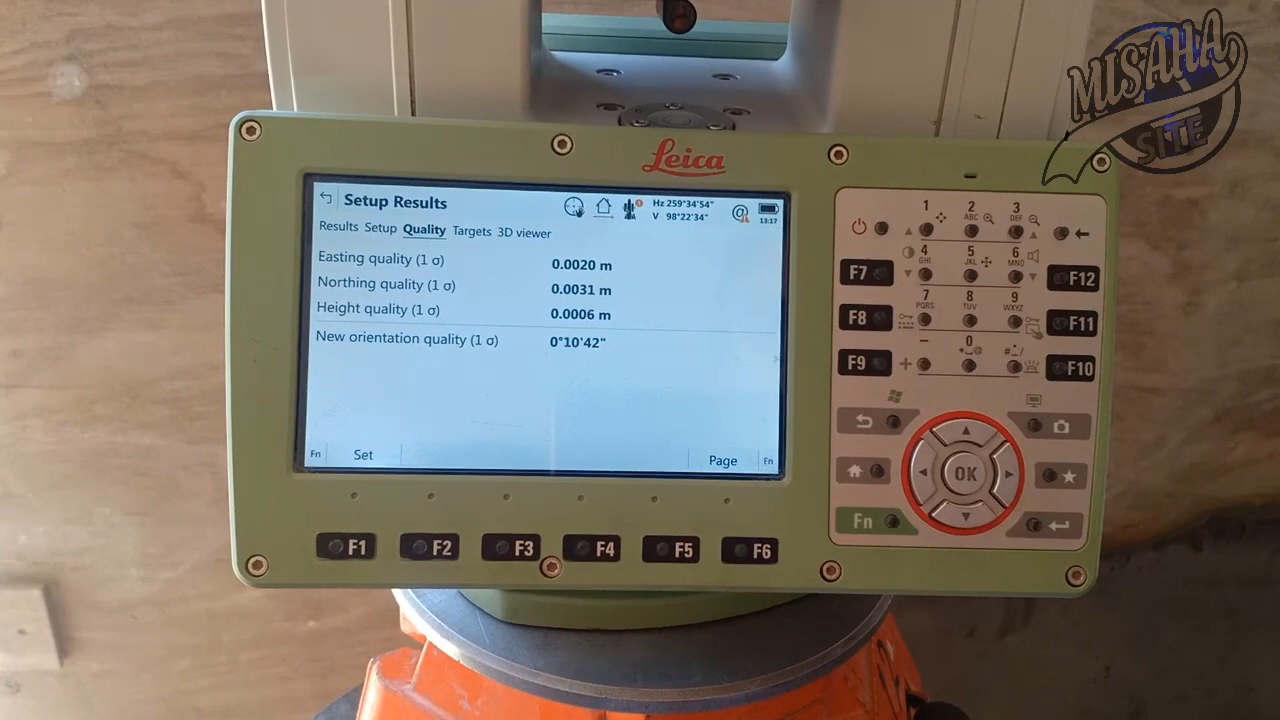 MISAHA
SITE
Leica
Setup Results
Hz 259°34'54"
V 98°22'34"
13:17
Results Setup Quality Targets 3D viewer
Easting quality (1 σ) 0.0020 m
Northing quality (1 σ) 0.0031 m
Height quality (1 σ) 0.0006 m
New orientation quality (1 σ) 0°10'42"
Fn Set Page Fn
F1 F2 F3 F4 F5 F6
1 2 3
ABC DEF
4 5 6
GHI JKL MNO
7 8 9
PQRS TUV WXYZ
0
F7 F12
F8 F11
F9 F10
OK
Fn